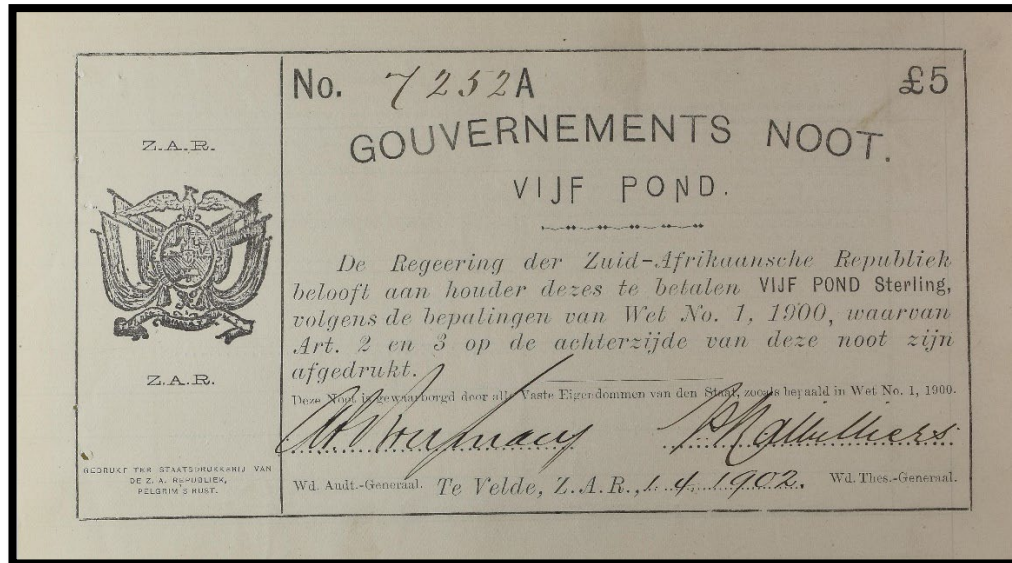 No. 7252A £5
GOUVERNEMENTS NOOT.
VIJF POND.
De Regeering der Zuid-Afrikaansche Republiek
belooft aan houder dezes te betalen VIJF POND Sterling,
volgens de bepalingen van Wet No. 1, 1900, waarvan
Art. 2 en 3 op de achterzijde van deze noot zijn
afgedrukt.
Deze Noot is gewaarborgd door alle Vaste Eigendommen van den Staat, zooals bepaald in Wet No. 1, 1900.
Wd. Audt.-Generaal. Te Velde, Z.A.R., 1.4.1902. Wd. Thes.-Generaal.
Z.A.R.
Z.A.R.
GEDRUKT TER STAATSDRUKKERIJ VAN
DE Z. A. REPUBLIEK,
PELGRIM'S RUST.